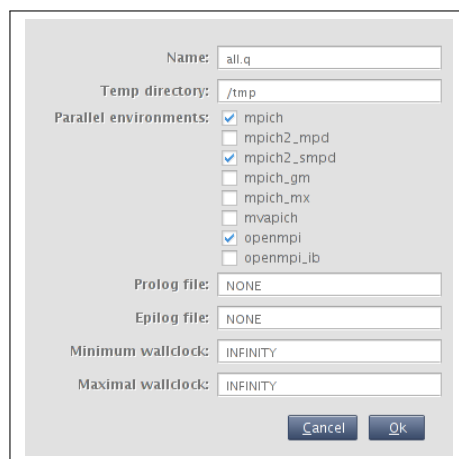 Name: all.q
Temp directory: /tmp
Parallel environments: mpich
mpich2_mpd
mpich2_smpd
mpich_gm
mpich_mx
mvapich
openmpi
openmpi_ib
Prolog file: NONE
Epilog file: NONE
Minimum wallclock: INFINITY
Maximal wallclock: INFINITY
Cancel Ok